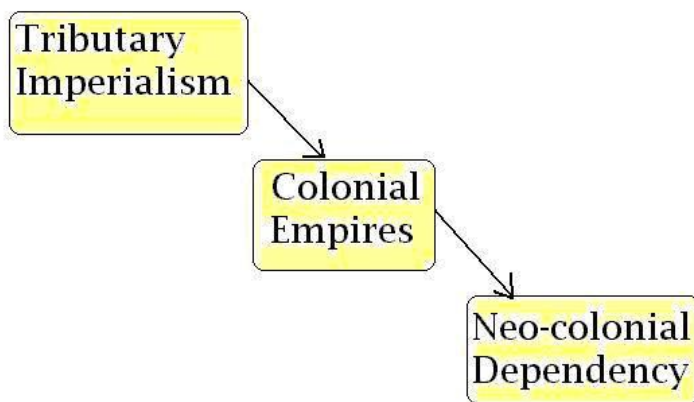 Tributary
Imperialism
Colonial
Empires
Neo-colonial
Dependency